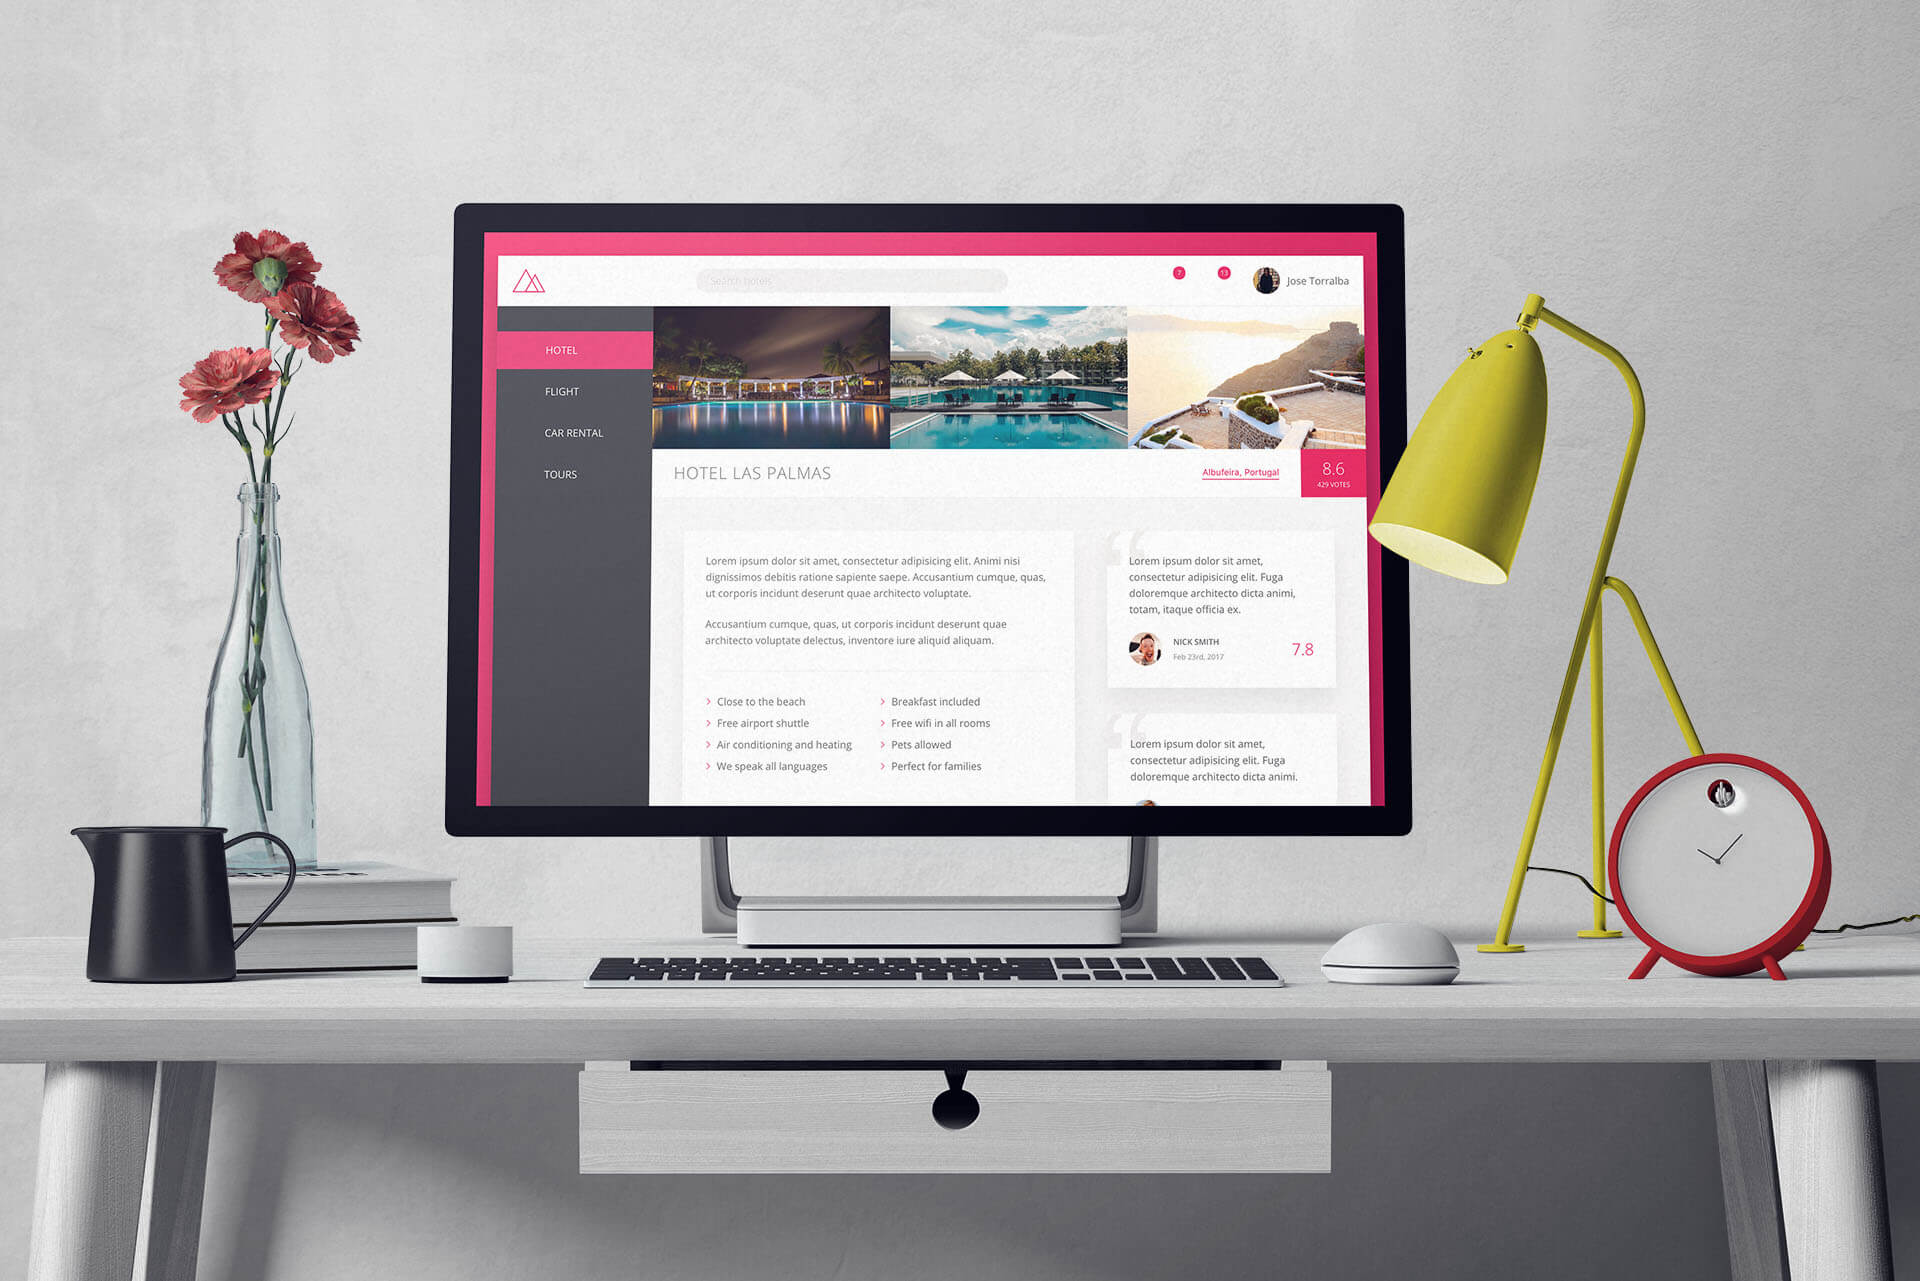 Search hotels
7
13
Jose Torralba
HOTEL
FLIGHT
CAR RENTAL
TOURS
HOTEL LAS PALMAS
Albufeira, Portugal
8.6
429 VOTES
Lorem ipsum dolor sit amet, consectetur adipisicing elit. Animi nisi
dignissimos debitis ratione sapiente saepe. Accusantium cumque, quas,
ut corporis incidunt deserunt quae architecto voluptate.
Accusantium cumque, quas, ut corporis incidunt deserunt quae
architecto voluptate delectus, inventore iure aliquid aliquam.
Close to the beach
Free airport shuttle
Air conditioning and heating
We speak all languages
Breakfast included
Free wifi in all rooms
Pets allowed
Perfect for families
“
Lorem ipsum dolor sit amet,
consectetur adipisicing elit. Fuga
doloremque architecto dicta animi,
totam, itaque officia ex.
NICK SMITH
Feb 23rd, 2017
7.8
“
Lorem ipsum dolor sit amet,
consectetur adipisicing elit. Fuga
doloremque architecto dicta animi.